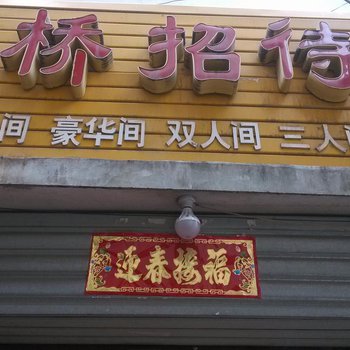 桥招待
间 豪华间 双人间 三人
迎春接福